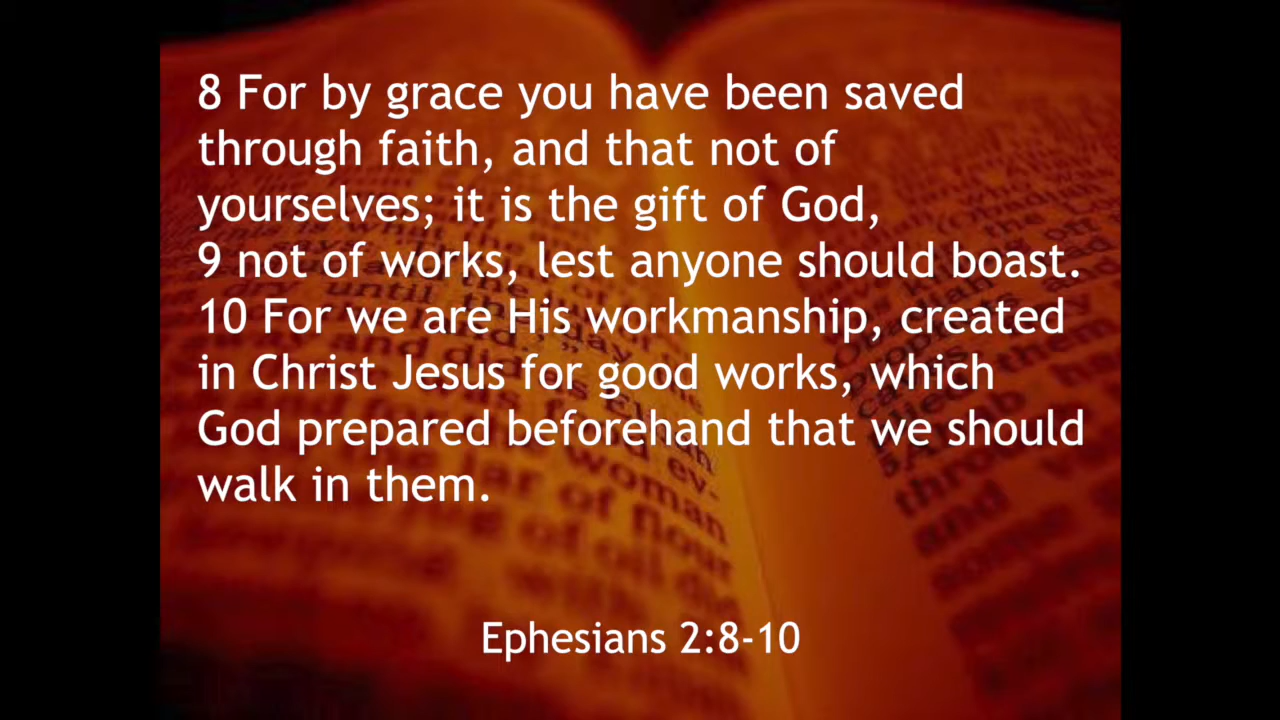 8 For by grace you have been saved
through faith, and that not of
yourselves; it is the gift of God,
9 not of works, lest anyone should boast.
10 For we are His workmanship, created
in Christ Jesus for good works, which
God prepared beforehand that we should
walk in them.
Ephesians 2:8-10